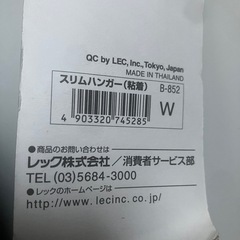 QC by LEC, Inc., Tokyo, Japan
MADE IN THAILAND
スリムハンガー(粘着) B-852
W
4 903320 745285
商品のお問い合わせは
レック株式会社/消費者サービス部
TEL (03)5684-3000
●レックのホームページは
http://www.lecinc.co.jp/